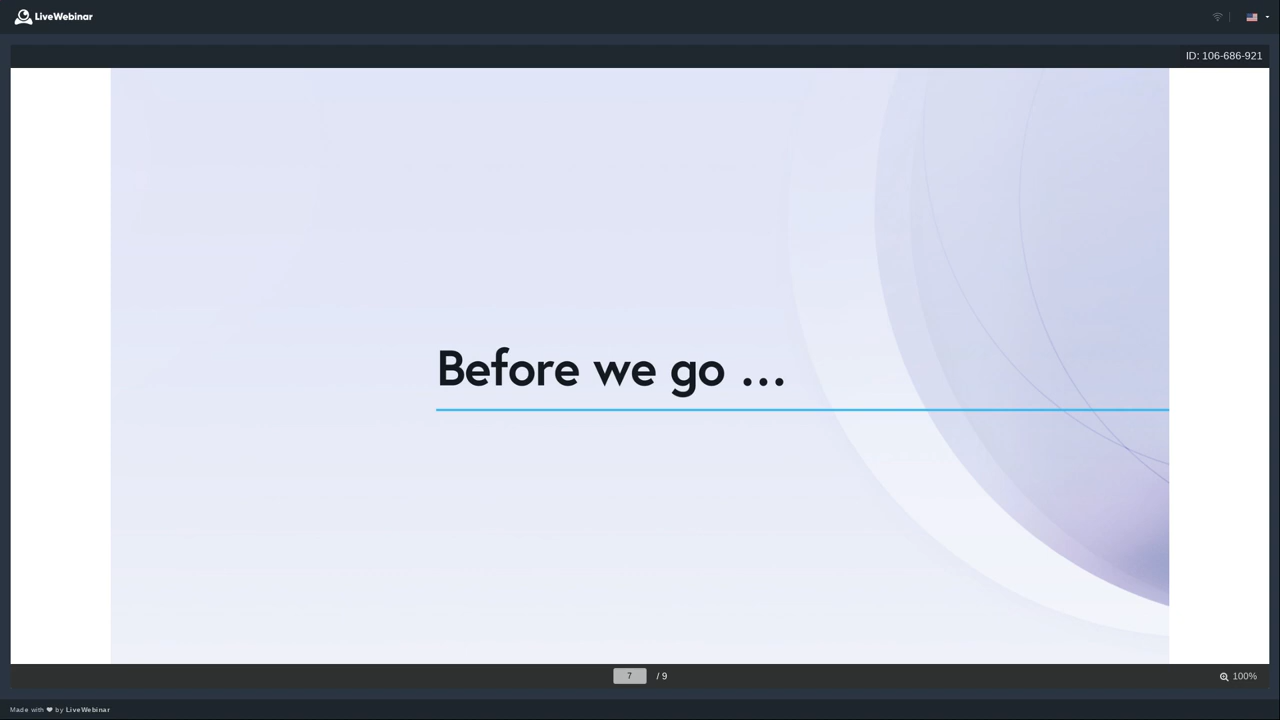 LiveWebinar
ID: 106-686-921
Before we go ...
7 / 9
100%
Made with ❤ by LiveWebinar